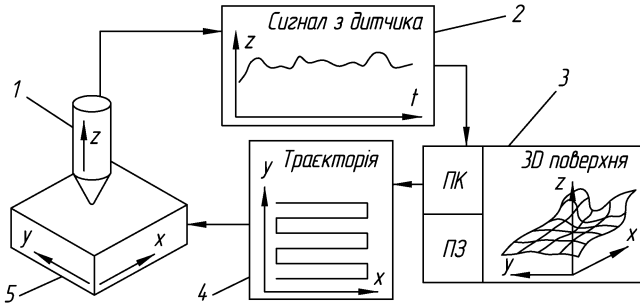 Сигнал з дитчика
2
z
t
1
z
3
3D поверхня
z
x
y
ПК
ПЗ
Траєкторія
y
x
4
y
x
5